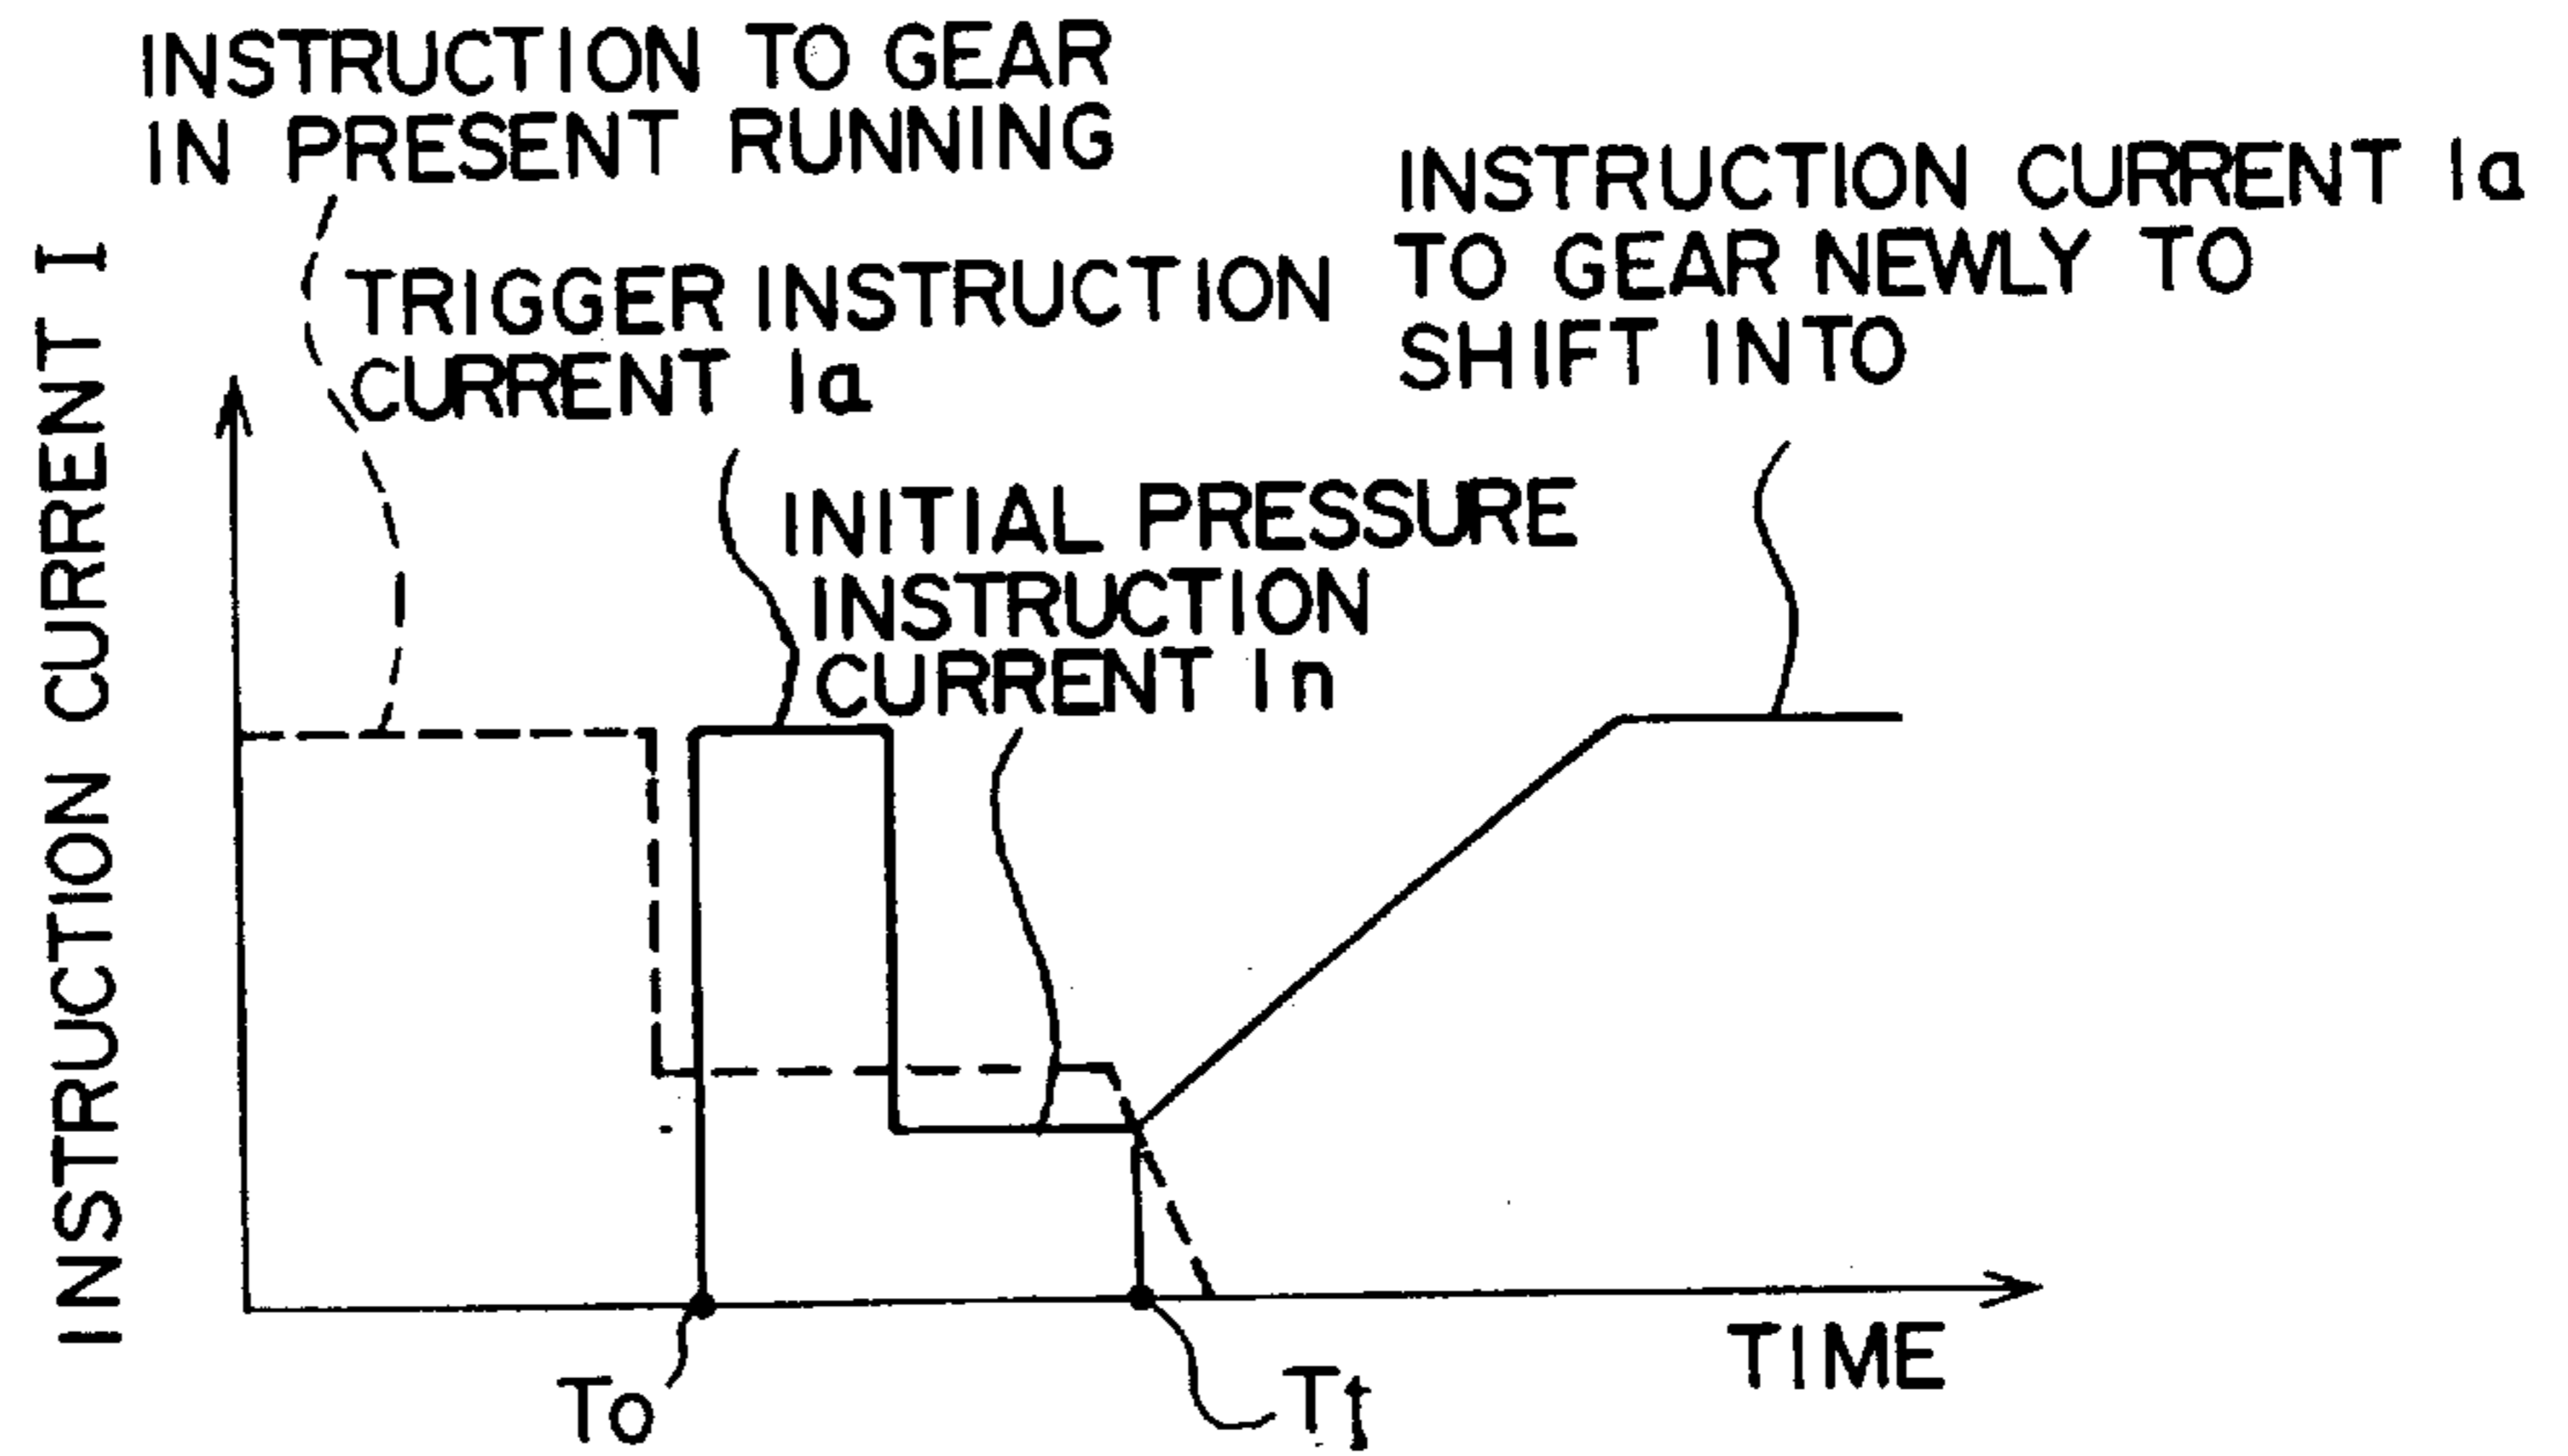 INSTRUCTION TO GEAR
IN PRESENT RUNNING
INSTRUCTION CURRENT Ia
TO GEAR NEWLY TO
SHIFT INTO
TRIGGER INSTRUCTION
CURRENT Ia
INITIAL PRESSURE
INSTRUCTION
CURRENT In
INSTRUCTION CURRENT I
TIME
To
Tt